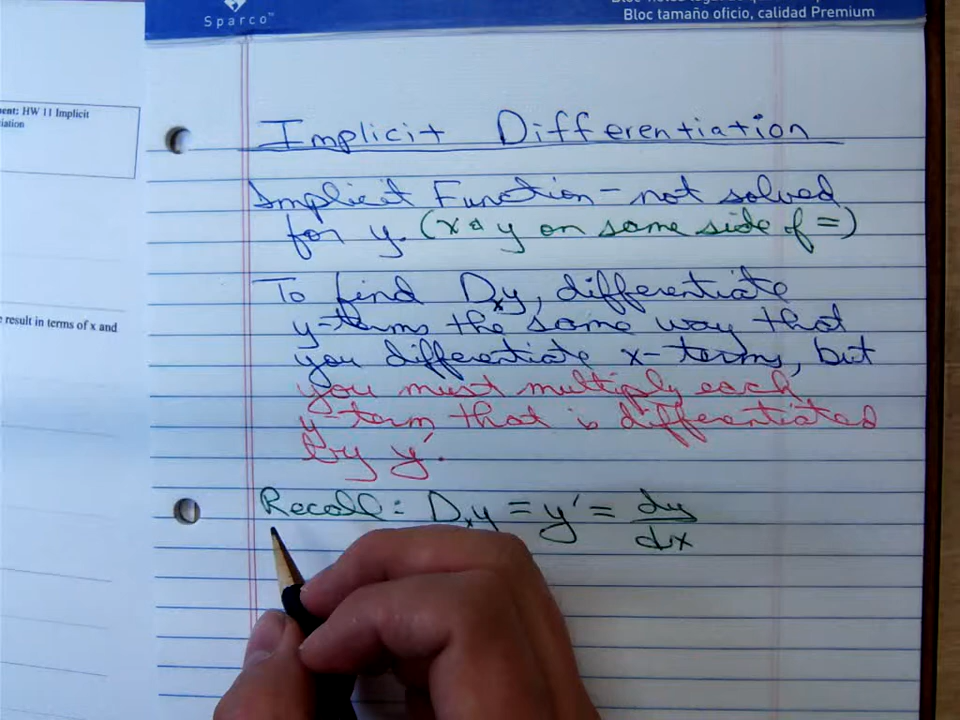 Sparco™
Bloc tamaño oficio, calidad Premium
ent: HW 11 Implicit
iation
e result in terms of x and
Implicit Differentiation
Implicit Function - not solved
for y. (x & y on same side of =)
To find Dₓy, differentiate
y-terms the same way that
you differentiate x-terms, but
you must multiply each
y-term that is differentiated
by y'.
Recall: Dₓy = y' = dy/dx